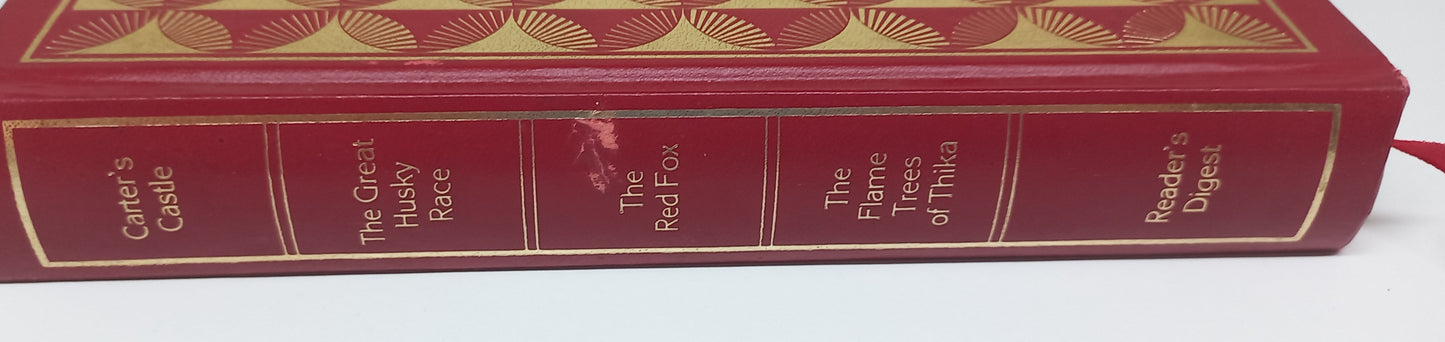 Carter's
Castle
The Great
Husky
Race
The
Red Fox
The
Flame
Trees
of Thika
Reader's
Digest